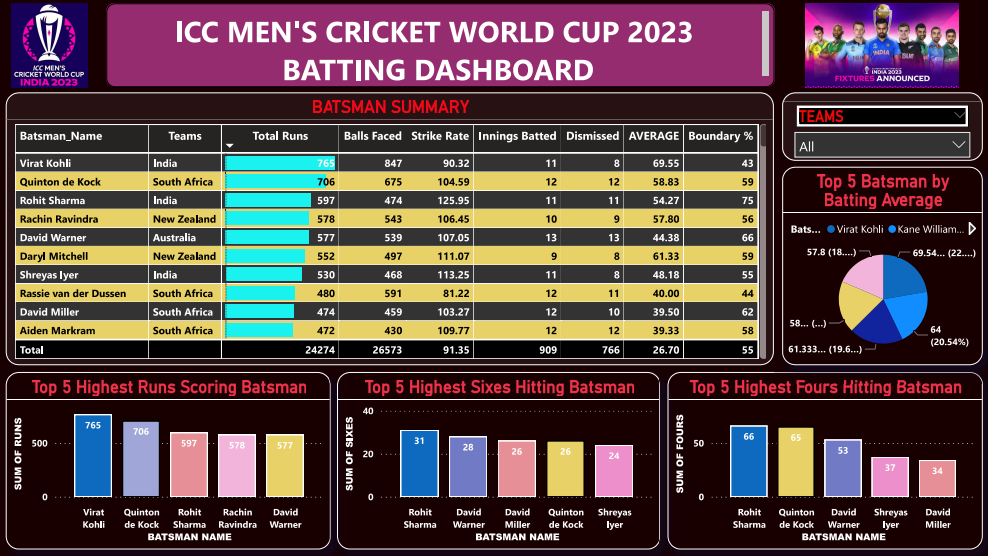 ICC MEN'S
CRICKET WORLD CUP
INDIA 2023
ICC MEN'S CRICKET WORLD CUP 2023
BATTING DASHBOARD
INDIA 2023
FIXTURES ANNOUNCED
BATSMAN SUMMARY
Batsman_Name Teams Total Runs Balls Faced Strike Rate Innings Batted Dismissed AVERAGE Boundary %
Virat Kohli India 765 847 90.32 11 8 69.55 43
Quinton de Kock South Africa 706 675 104.59 12 12 58.83 59
Rohit Sharma India 597 474 125.95 11 11 54.27 75
Rachin Ravindra New Zealand 578 543 106.45 10 9 57.80 56
David Warner Australia 577 539 107.05 13 13 44.38 66
Daryl Mitchell New Zealand 552 497 111.07 9 8 61.33 59
Shreyas Iyer India 530 468 113.25 11 8 48.18 55
Rassie van der Dussen South Africa 480 591 81.22 12 11 40.00 44
David Miller South Africa 474 459 103.27 12 10 39.50 62
Aiden Markram South Africa 472 430 109.77 12 12 39.33 58
Total 24274 26573 91.35 909 766 26.70 55
TEAMS
All
Top 5 Batsman by
Batting Average
Bats... Virat Kohli Kane William...
57.8 (18....) 69.54... (22....)
58... (...)
64
(20.54%)
61.333... (19.6...)
Top 5 Highest Runs Scoring Batsman
SUM OF RUNS
500
0
765 706 597 578 577
Virat Quinton Rohit Rachin David
Kohli de Kock Sharma Ravindra Warner
BATSMAN NAME
Top 5 Highest Sixes Hitting Batsman
SUM OF SIXES
40
20
0
31 28 26 26 24
Rohit David David Quinton Shreyas
Sharma Warner Miller de Kock Iyer
BATSMAN NAME
Top 5 Highest Fours Hitting Batsman
SUM OF FOURS
50
0
66 65 53 37 34
Rohit Quinton David Shreyas David
Sharma de Kock Warner Iyer Miller
BATSMAN NAME